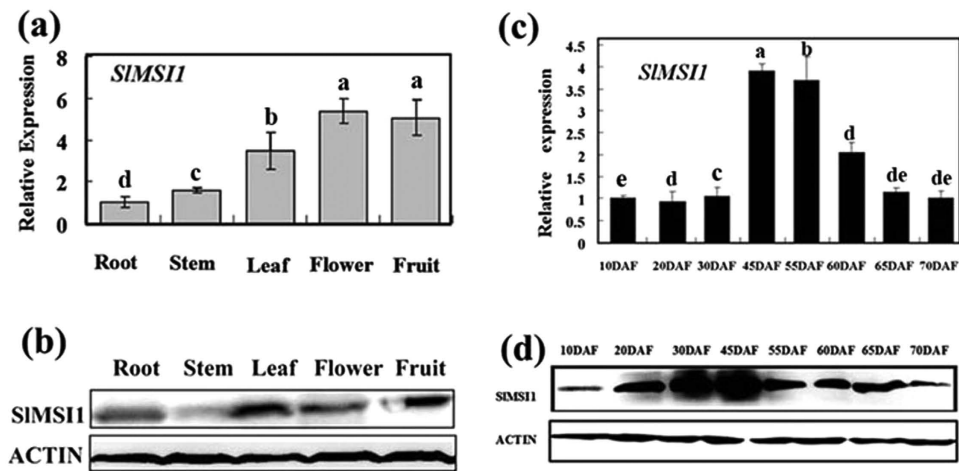 (a)
Relative Expression
8
6
4
2
0
SlMSI1
d c b a a
Root Stem Leaf Flower Fruit
(b)
Root Stem Leaf Flower Fruit
SlMSI1
ACTIN
(c)
Relative expression
4.5
4
3.5
3
2.5
2
1.5
1
0.5
0
SlMSI1
e d c a b d de de
10DAF 20DAF 30DAF 45DAF 55DAF 60DAF 65DAF 70DAF
(d)
10DAF 20DAF 30DAF 45DAF 55DAF 60DAF 65DAF 70DAF
SlMSI1
ACTIN